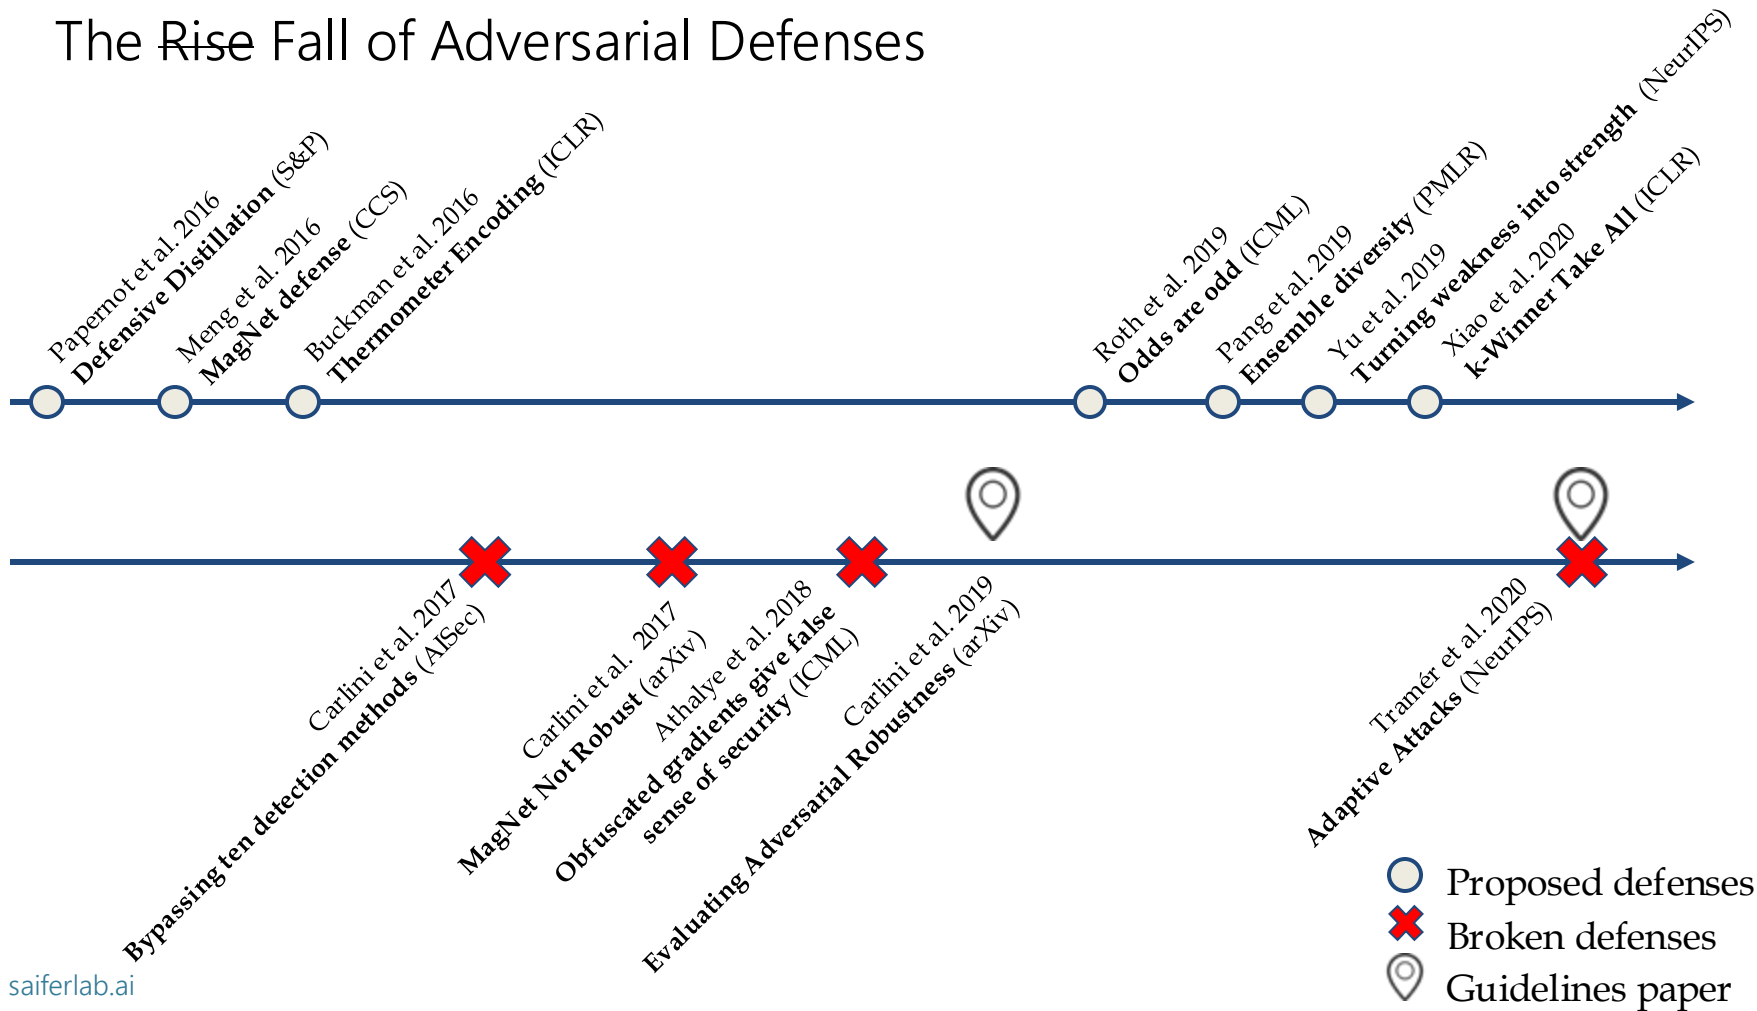 The Rise Fall of Adversarial Defenses
Papernot et al. 2016
Defensive Distillation (S&P)
Meng et al. 2016
MagNet defense (CCS)
Buckman et al. 2016
Thermometer Encoding (ICLR)
Roth et al. 2019
Odds are odd (ICML)
Pang et al. 2019
Ensemble diversity (PMLR)
Yu et al. 2019
Turning weakness into strength (NeurIPS)
Xiao et al. 2020
k-Winner Take All (ICLR)
Carlini et al. 2017
Bypassing ten detection methods (AISec)
Carlini et al. 2017
MagNet Not Robust (arXiv)
Athalye et al. 2018
Obfuscated gradients give false
sense of security (ICML)
Carlini et al. 2019
Evaluating Adversarial Robustness (arXiv)
Tramér et al. 2020
Adaptive Attacks (NeurIPS)
Proposed defenses
Broken defenses
Guidelines paper
saiferlab.ai